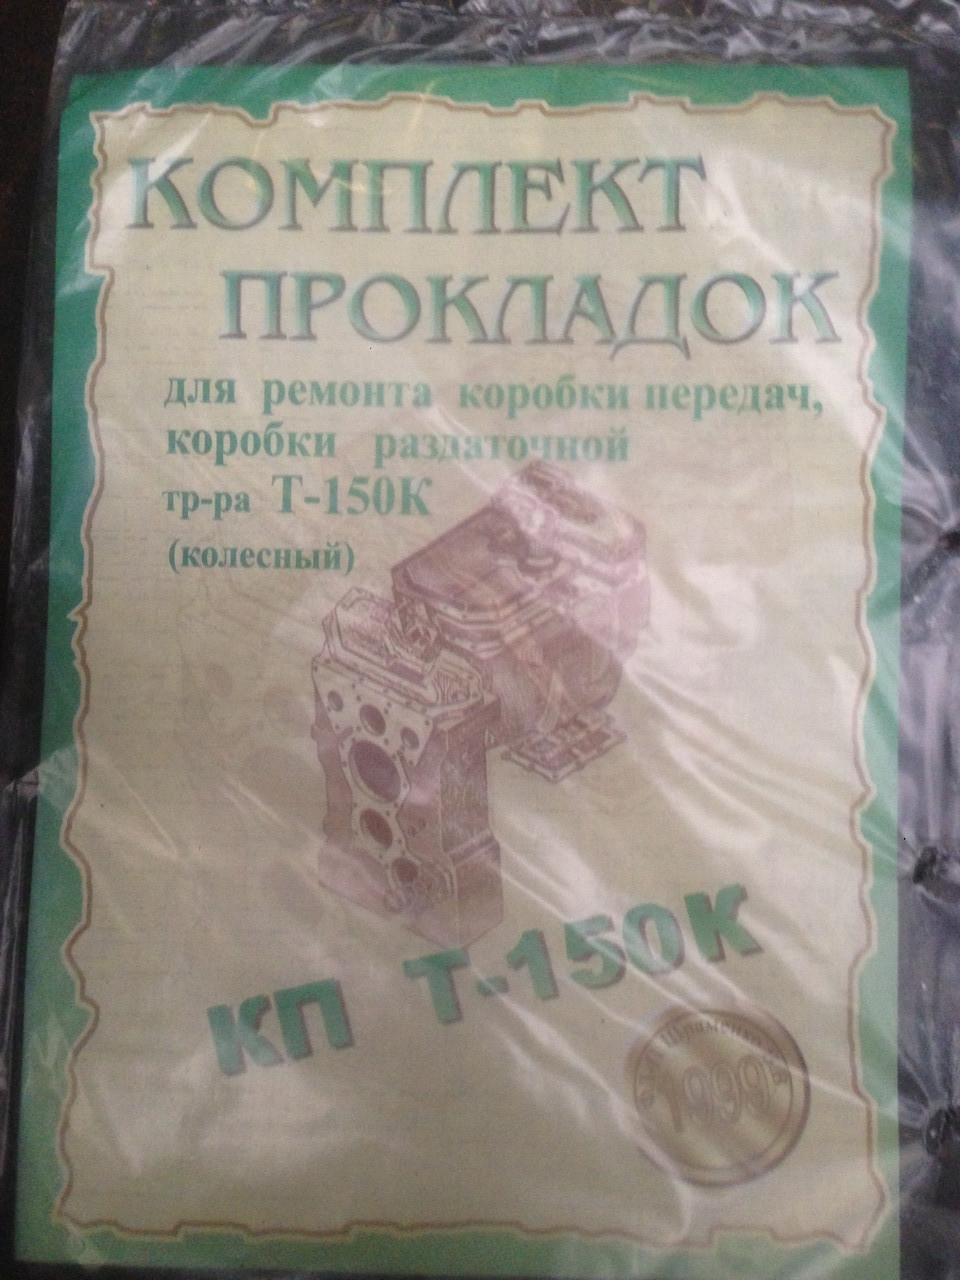 КОМПЛЕКТ
ПРОКЛАДОК
для ремонта коробки передач,
коробки раздаточной
тр-ра Т-150К
(колесный)
КП Т-150К
1999